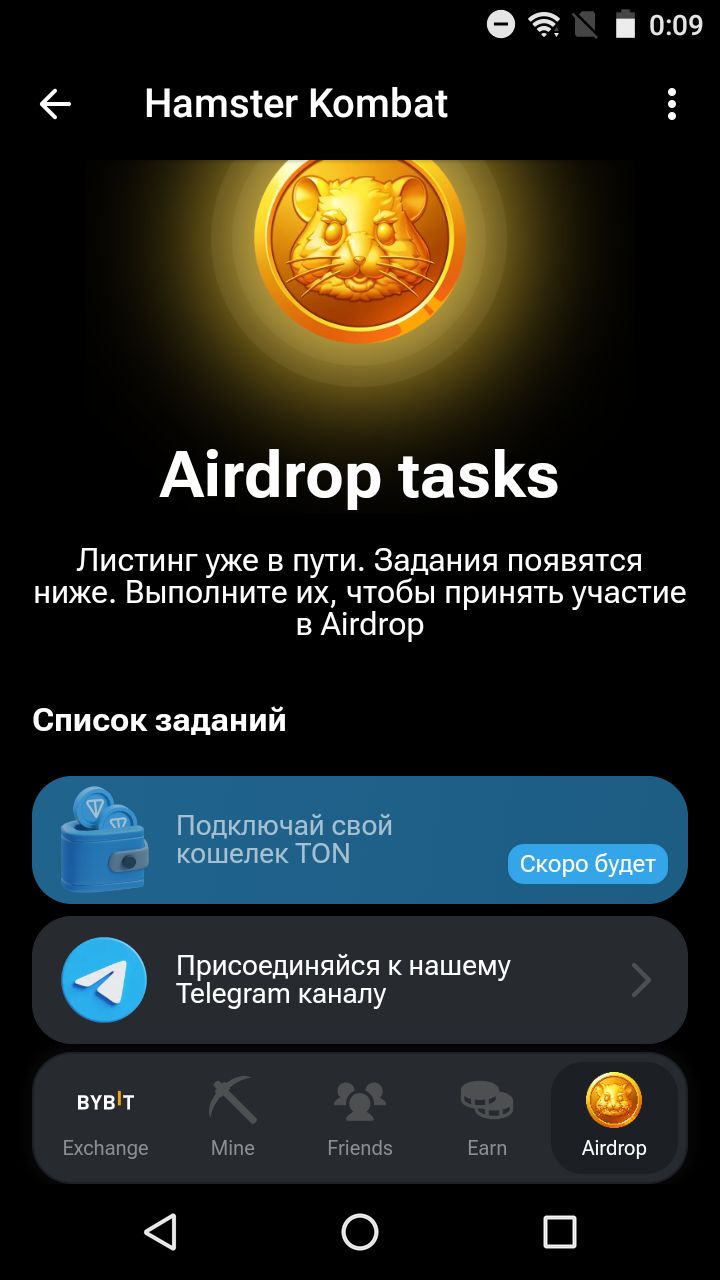 0:09
Hamster Kombat
Airdrop tasks
Листинг уже в пути. Задания появятся
ниже. Выполните их, чтобы принять участие
в Airdrop
Список заданий
Подключай свой
кошелек TON
Скоро будет
Присоединяйся к нашему
Telegram каналу
BYBIT
Exchange
Mine
Friends
Earn
Airdrop